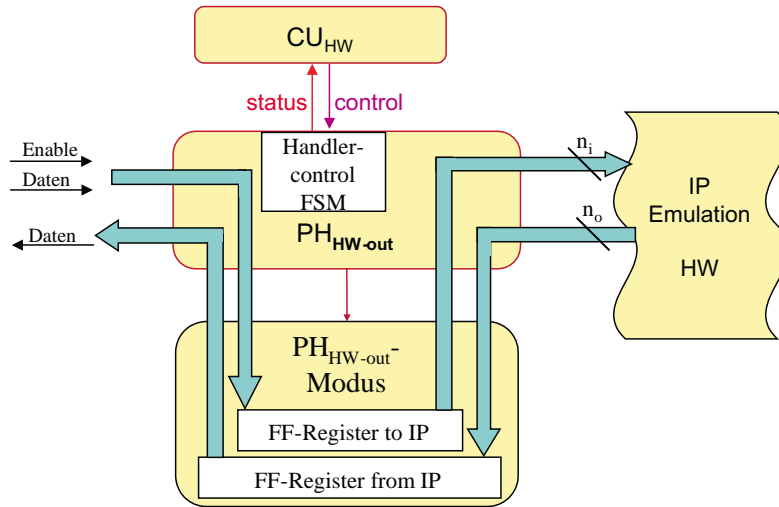 CU_HW
status
control
Enable
Daten
Daten
Handler-
control
FSM
PH_HW-out
n_i
n_o
IP
Emulation
HW
PH_HW-out-
Modus
FF-Register to IP
FF-Register from IP